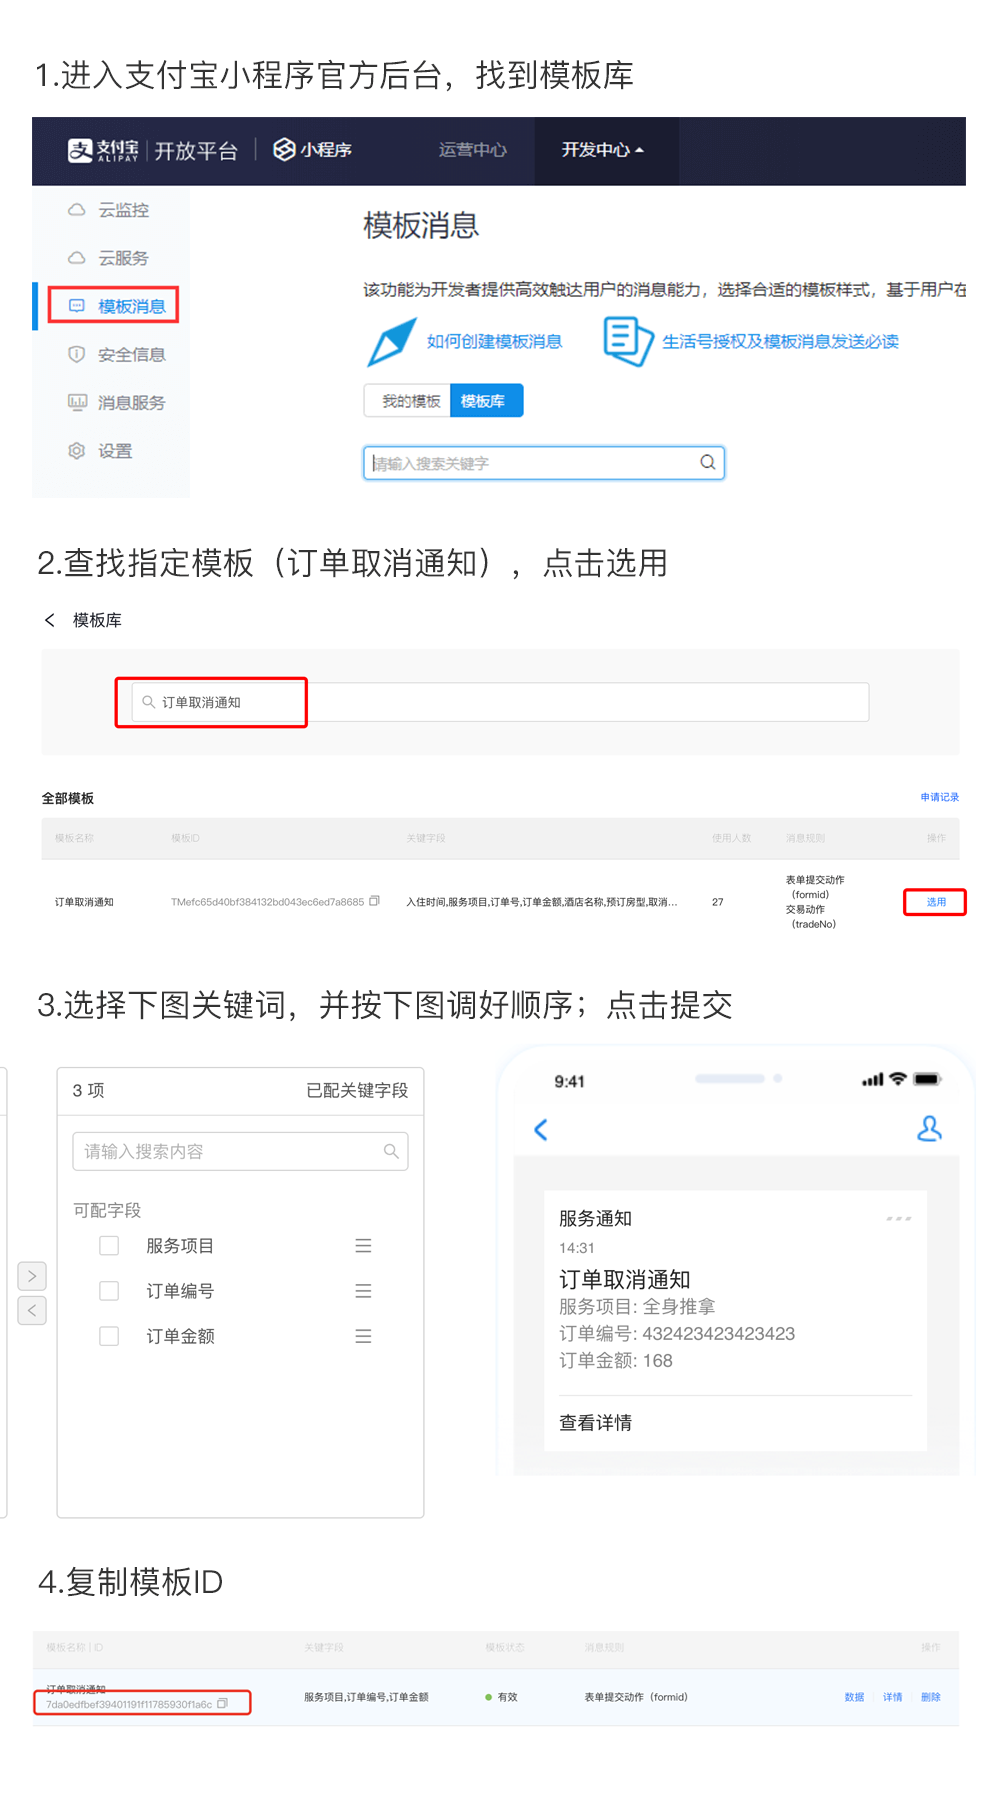 1.进入支付宝小程序官方后台，找到模板库
支付宝 ALIPAY 开放平台 小程序 运营中心 开发中心
云监控
云服务
模板消息
安全信息
消息服务
设置
模板消息
该功能为开发者提供高效触达用户的消息能力，选择合适的模板样式，基于用户在
如何创建模板消息 生活号授权及模板消息发送必读
我的模板 模板库
请输入搜索关键字
2.查找指定模板（订单取消通知），点击选用
模板库
订单取消通知
全部模板 申请记录
模板名称 模板ID 关键字段 使用人数 消息规则 操作
订单取消通知 TMefc65d40bf384132bd043ec6ed7a8685 入住时间,服务项目,订单号,订单金额,酒店名称,预订房型,取消... 27 表单提交动作 选用
（formid）
交易动作
（tradeNo）
3.选择下图关键词，并按下图调好顺序；点击提交
3 项 已配关键字段
请输入搜索内容
可配字段
服务项目
订单编号
订单金额
9:41
服务通知
14:31
订单取消通知
服务项目: 全身推拿
订单编号: 432423423423423
订单金额: 168
查看详情
4.复制模板ID
模板名称 | ID 关键字段 模板状态 消息规则 操作
订单取消通知
7da0edfbef39401191f11785930f1a6c 服务项目,订单编号,订单金额 有效 表单提交动作（formid） 数据 详情 删除